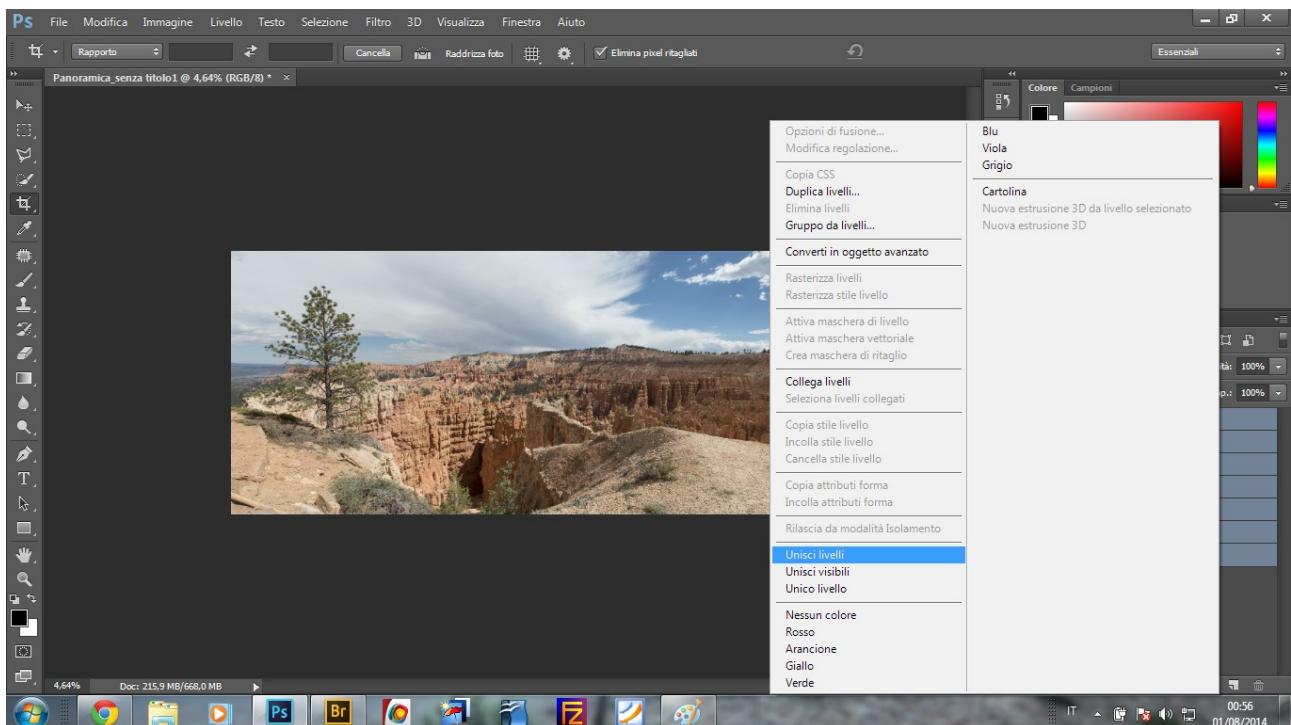 Ps File Modifica Immagine Livello Testo Selezione Filtro 3D Visualizza Finestra Aiuto
Rapporto Cancella Raddrizza foto Elimina pixel ritagliati Essenziali
Panoramica_senza titolo1 @ 4,64% (RGB/8) * ×
Colore Campioni
Opzioni di fusione...
Modifica regolazione...
Copia CSS
Duplica livelli...
Elimina livelli
Gruppo da livelli...
Converti in oggetto avanzato
Rasterizza livelli
Rasterizza stile livello
Attiva maschera di livello
Attiva maschera vettoriale
Crea maschera di ritaglio
Collega livelli
Seleziona livelli collegati
Copia stile livello
Incolla stile livello
Cancella stile livello
Copia attributi forma
Incolla attributi forma
Rilascia da modalità Isolamento
Unisci livelli
Unisci visibili
Unico livello
Nessun colore
Rosso
Arancione
Giallo
Verde
Blu
Viola
Grigio
Cartolina
Nuova estrusione 3D da livello selezionato
Nuova estrusione 3D
ità: 100%
p.: 100%
4,64% Doc: 215,9 MB/668,0 MB
Ps Br IT 00:56
01/08/2014